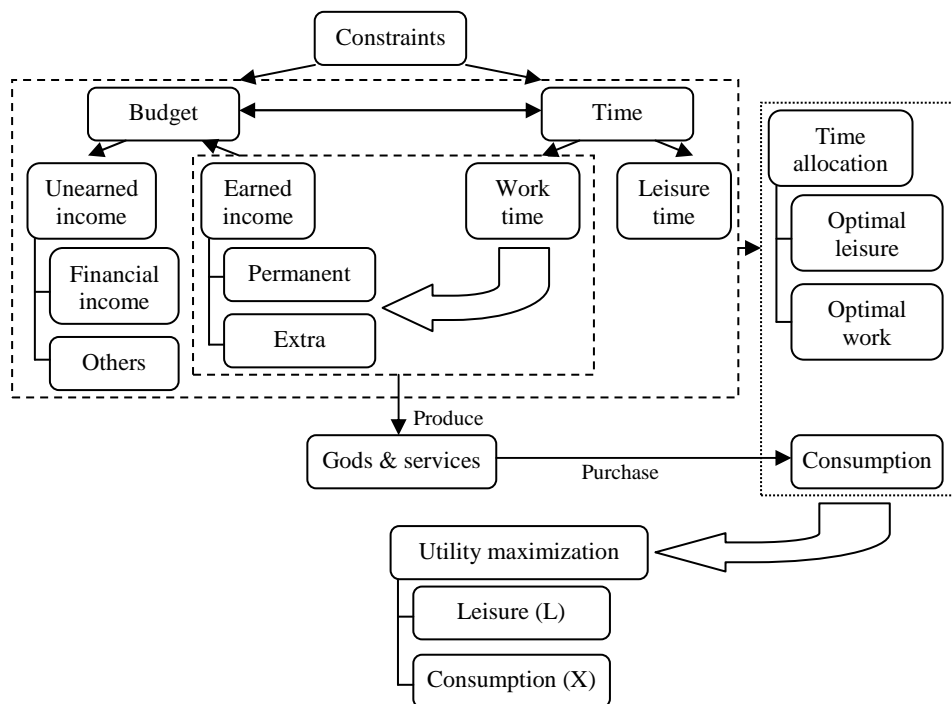 Constraints
Budget
Time
Unearned
income
Earned
income
Work
time
Leisure
time
Time
allocation
Optimal
leisure
Optimal
work
Financial
income
Others
Permanent
Extra
Produce
Gods & services
Purchase
Consumption
Utility maximization
Leisure (L)
Consumption (X)